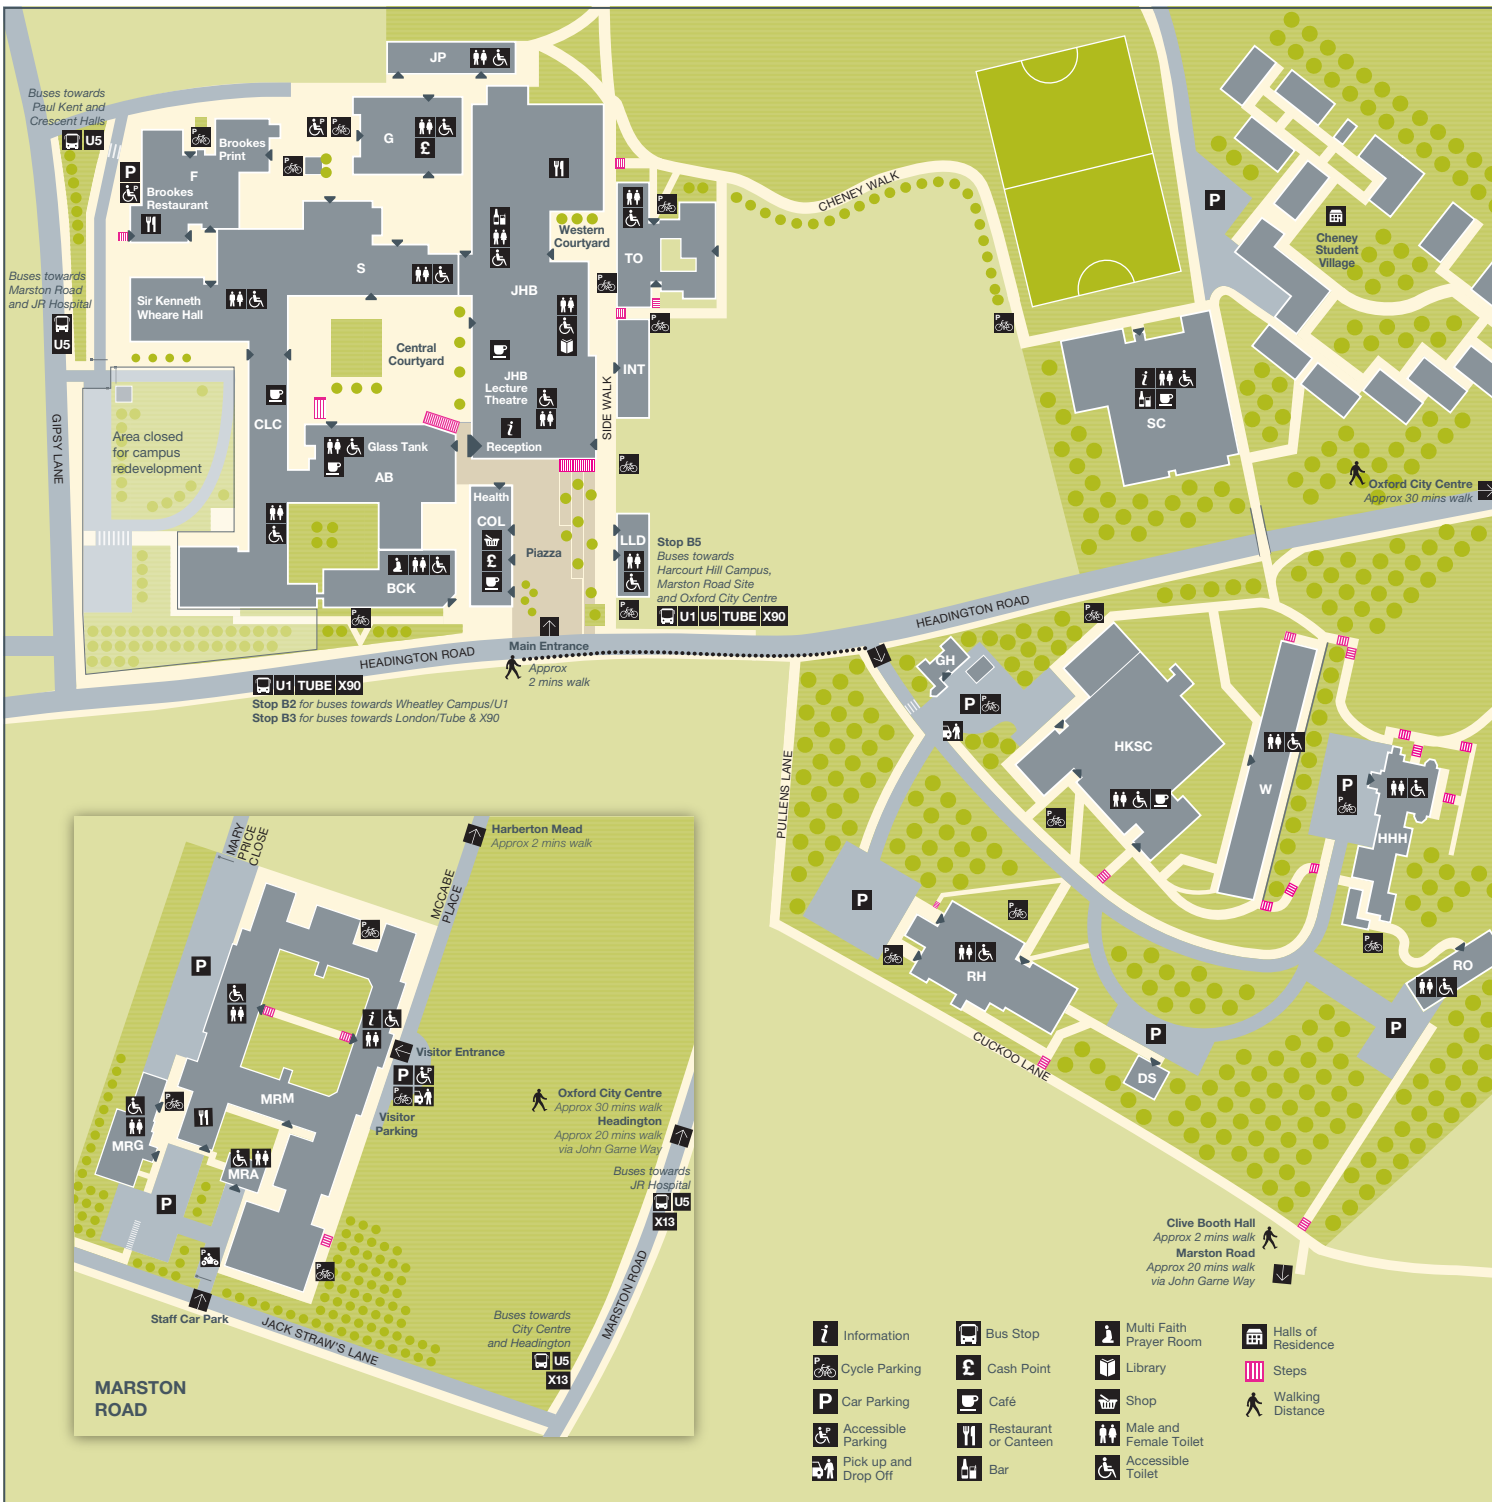 JP
Buses towards
Paul Kent and
Crescent Halls
U5
P
P
P
G
£
Brookes
Print
P
P
P
F
Brookes
Restaurant
Western
Courtyard
TO
P
P
P
CHENEY WALK
P
Cheney
Student
Village
S
JHB
Buses towards
Marston Road
and JR Hospital
U5
Sir Kenneth
Wheare Hall
Central
Courtyard
JHB
Lecture
Theatre
i
Reception
INT
SIDE WALK
P
i
SC
GIPSY LANE
Area closed
for campus
redevelopment
CLC
Glass Tank
AB
P
Oxford City Centre
Approx 30 mins walk
Health
COL
£
Piazza
LLD
P
Stop B5
Buses towards
Harcourt Hill Campus,
Marston Road Site
and Oxford City Centre
U1 U5 TUBE X90
BCK
P
HEADINGTON ROAD
P
HEADINGTON ROAD
Main Entrance
Approx
2 mins walk
U1 TUBE X90
Stop B2 for buses towards Wheatley Campus/U1
Stop B3 for buses towards London/Tube & X90
GH
P
P
HKSC
P
W
P
P
HHH
PULLENS LANE
P
P
P
RH
P
RO
P
P
DS
CUCKOO LANE
Clive Booth Hall
Approx 2 mins walk
Marston Road
Approx 20 mins walk
via John Garne Way
MARY
PRICE
CLOSE
Harberton Mead
Approx 2 mins walk
MCCABE
PLACE
P
P
i
Visitor Entrance
P
P
P
Visitor
Parking
MRM
P
MRG
MRA
P
P
P
Staff Car Park
JACK STRAW'S LANE
Oxford City Centre
Approx 30 mins walk
Headington
Approx 20 mins walk
via John Garne Way
Buses towards
JR Hospital
U5
X13
MARSTON ROAD
Buses towards
City Centre
and Headington
U5
X13
MARSTON
ROAD
i Information
P Cycle Parking
P Car Parking
P Accessible
Parking
Pick up and
Drop Off
Bus Stop
£ Cash Point
Café
Restaurant
or Canteen
Bar
Multi Faith
Prayer Room
Library
Shop
Male and
Female Toilet
Accessible
Toilet
Halls of
Residence
Steps
Walking
Distance